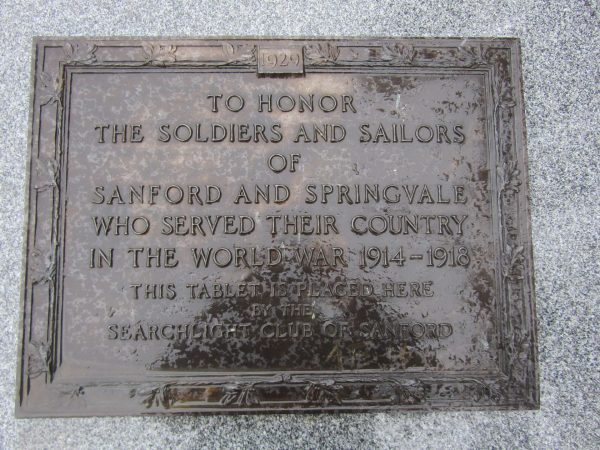 1929
TO HONOR
THE SOLDIERS AND SAILORS
OF
SANFORD AND SPRINGVALE
WHO SERVED THEIR COUNTRY
IN THE WORLD WAR 1914-1918
THIS TABLET IS PLACED HERE
BY THE
SEARCHLIGHT CLUB OF SANFORD